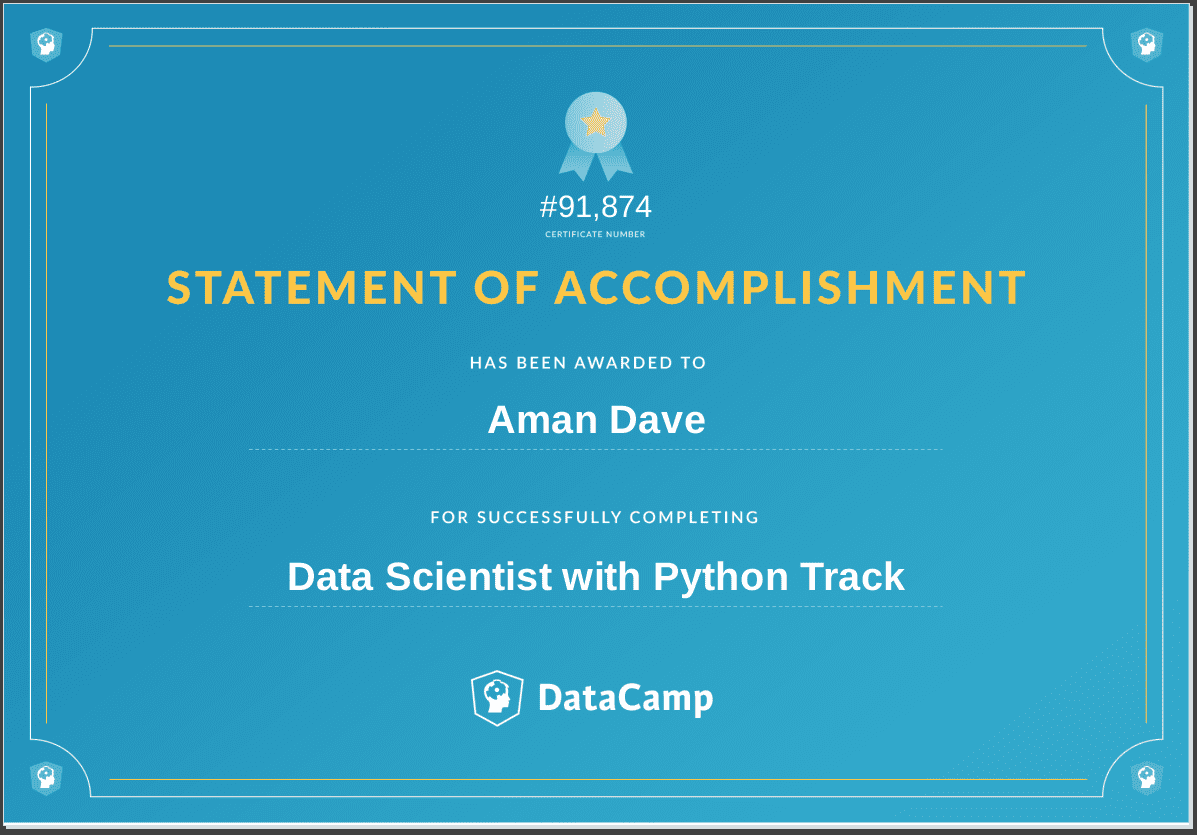 #91,874
CERTIFICATE NUMBER
STATEMENT OF ACCOMPLISHMENT
HAS BEEN AWARDED TO
Aman Dave
FOR SUCCESSFULLY COMPLETING
Data Scientist with Python Track
DataCamp